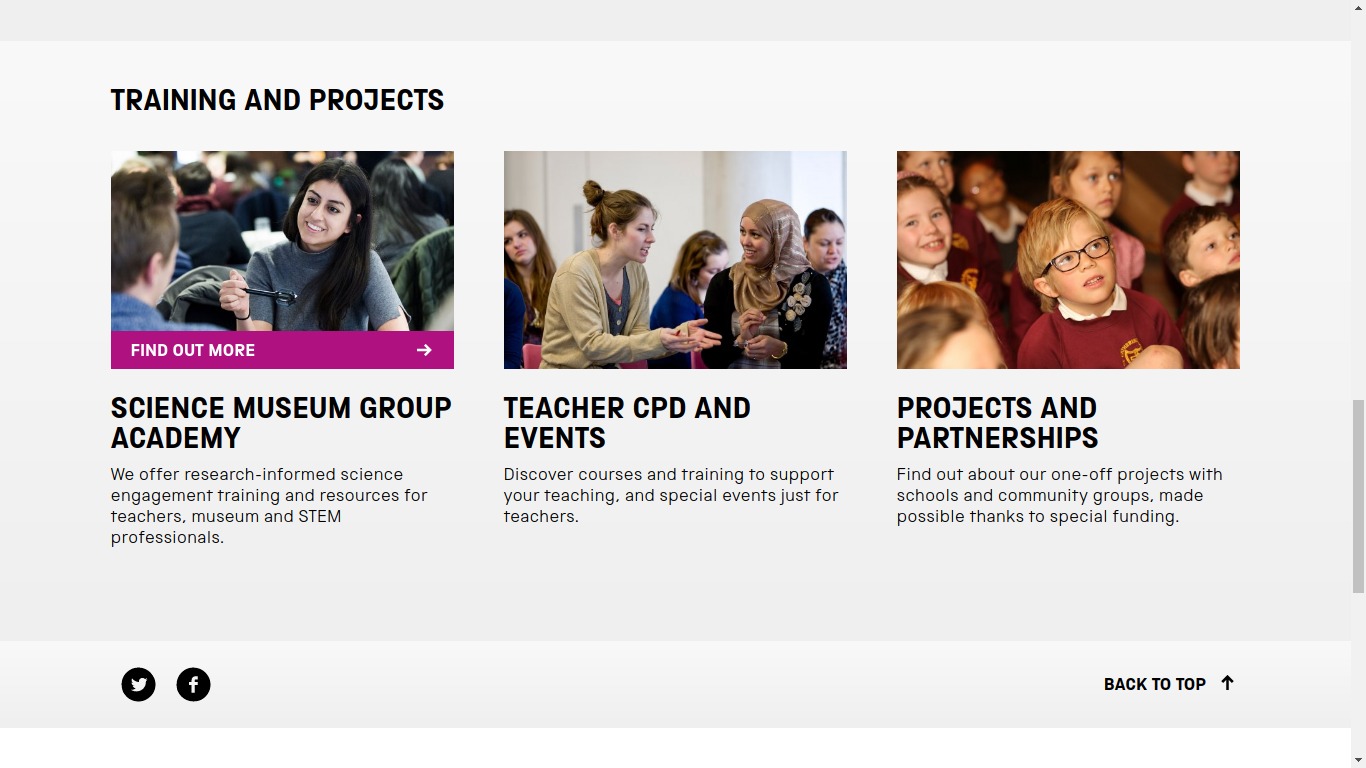 TRAINING AND PROJECTS
FIND OUT MORE
SCIENCE MUSEUM GROUP
ACADEMY
We offer research-informed science
engagement training and resources for
teachers, museum and STEM
professionals.
TEACHER CPD AND
EVENTS
Discover courses and training to support
your teaching, and special events just for
teachers.
PROJECTS AND
PARTNERSHIPS
Find out about our one-off projects with
schools and community groups, made
possible thanks to special funding.
BACK TO TOP